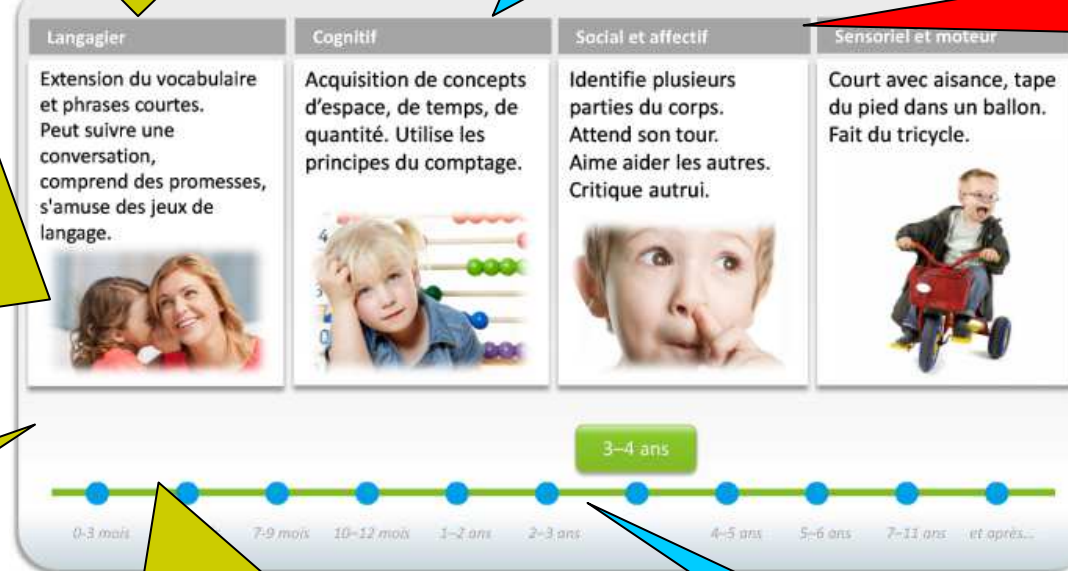 Langagier
Extension du vocabulaire
et phrases courtes.
Peut suivre une
conversation,
comprend des promesses,
s'amuse des jeux de
langage.
Cognitif
Acquisition de concepts
d'espace, de temps, de
quantité. Utilise les
principes du comptage.
Social et affectif
Identifie plusieurs
parties du corps.
Attend son tour.
Aime aider les autres.
Critique autrui.
Sensoriel et moteur
Court avec aisance, tape
du pied dans un ballon.
Fait du tricycle.
3–4 ans
0-3 mois 7-9 mois 10–12 mois 1–2 ans 2–3 ans 4–5 ans 5–6 ans 7–11 ans et après...